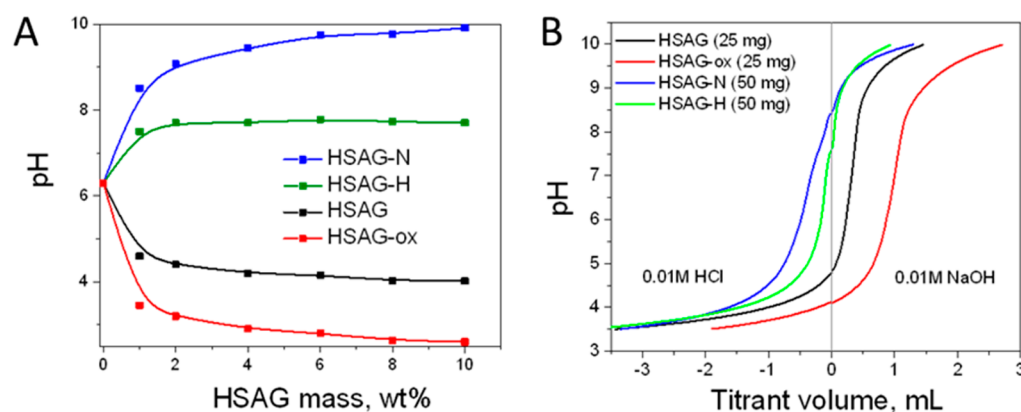 A
pH
10
8
6
4
0
2
4
6
8
10
HSAG-N
HSAG-H
HSAG
HSAG-ox
HSAG mass, wt%
B
pH
10
9
8
7
6
5
4
3
-3
-2
-1
0
1
2
3
HSAG (25 mg)
HSAG-ox (25 mg)
HSAG-N (50 mg)
HSAG-H (50 mg)
0.01M HCl
0.01M NaOH
Titrant volume, mL